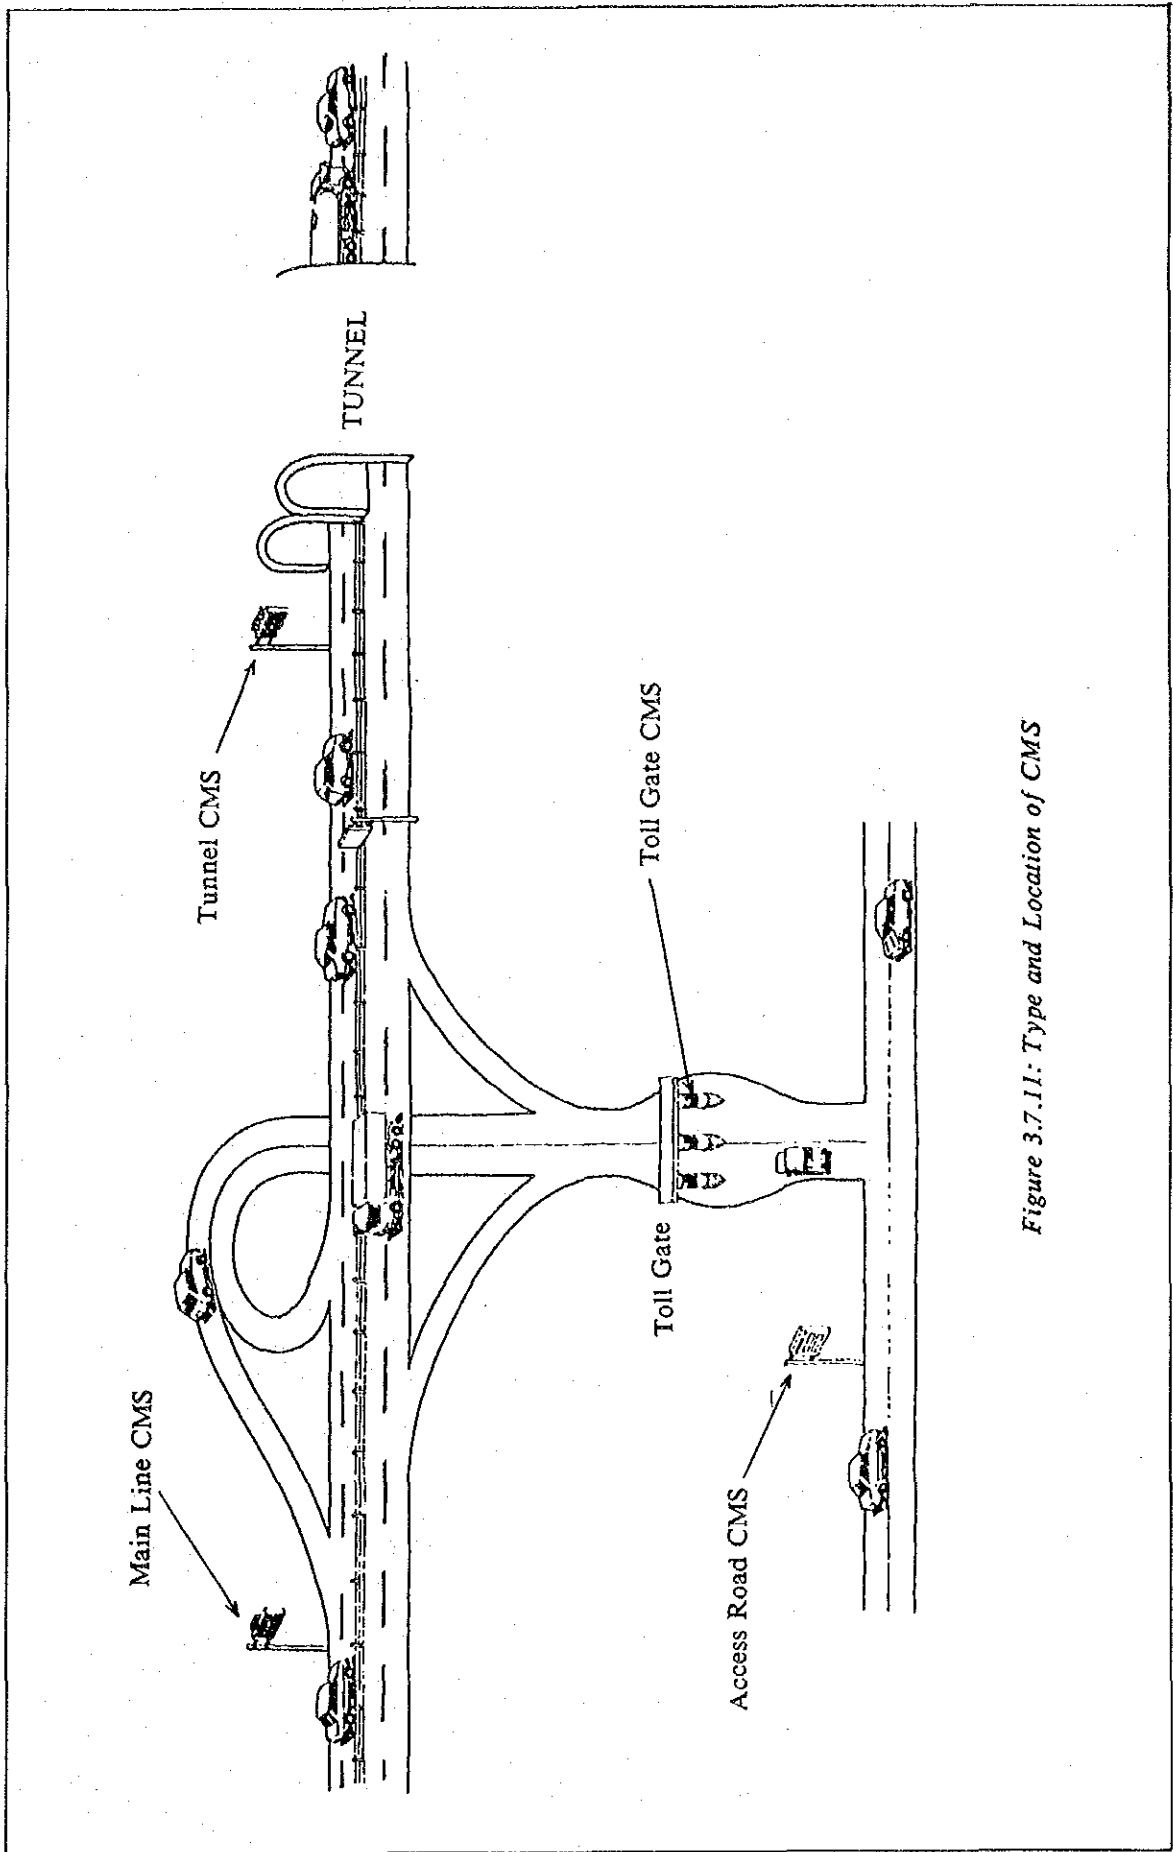 TUNNEL
Tunnel CMS
Main Line CMS
Toll Gate CMS
Toll Gate
Access Road CMS
Figure 3.7.11: Type and Location of CMS